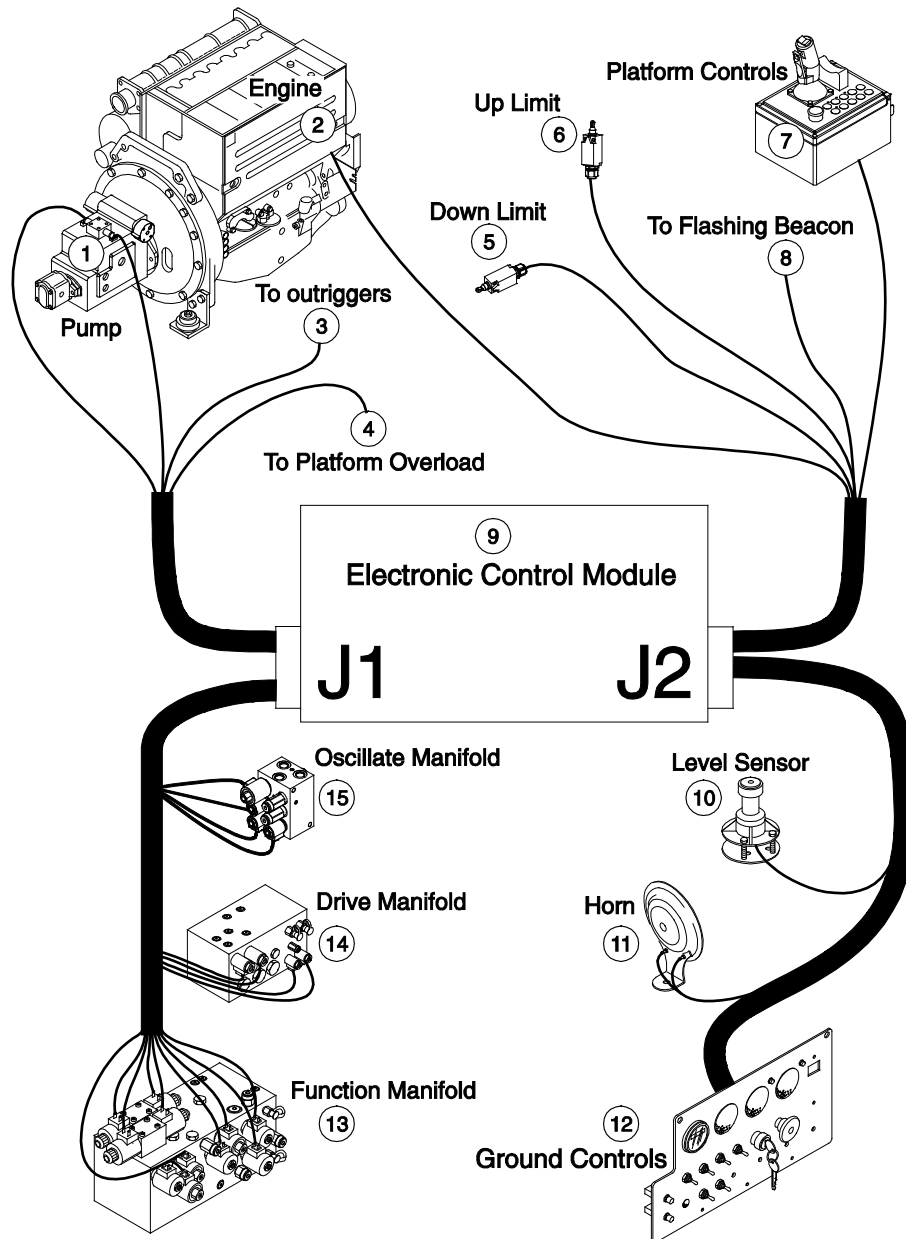 Engine
2
Platform Controls
7
Up Limit
6
Down Limit
5
To Flashing Beacon
8
1
Pump
To outriggers
3
4
To Platform Overload
9
Electronic Control Module
J1
J2
Oscillate Manifold
15
Level Sensor
10
Drive Manifold
14
Horn
11
Function Manifold
13
12
Ground Controls